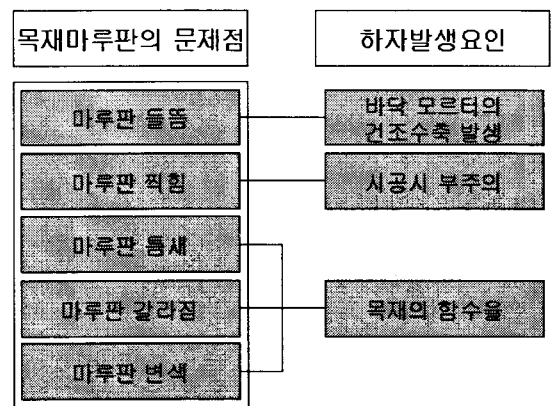 목재마루판의 문제점
하자발생요인
마루판 들뜸
바닥 모르터의
건조수축 발생
마루판 찍힘
시공시 부주의
마루판 틈새
마루판 갈라짐
목재의 함수율
마루판 변색